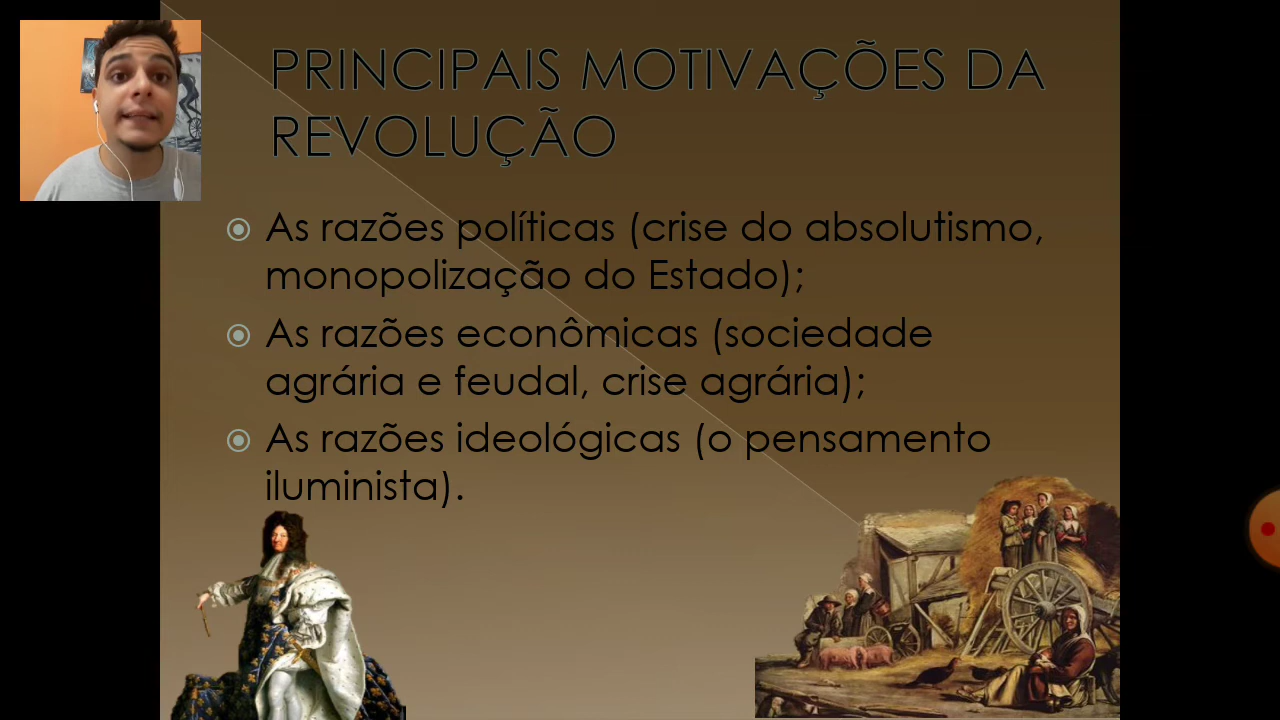 PRINCIPAIS MOTIVAÇÕES DA
REVOLUÇÃO
As razões políticas (crise do absolutismo,
monopolização do Estado);
As razões econômicas (sociedade
agrária e feudal, crise agrária);
As razões ideológicas (o pensamento
iluminista).